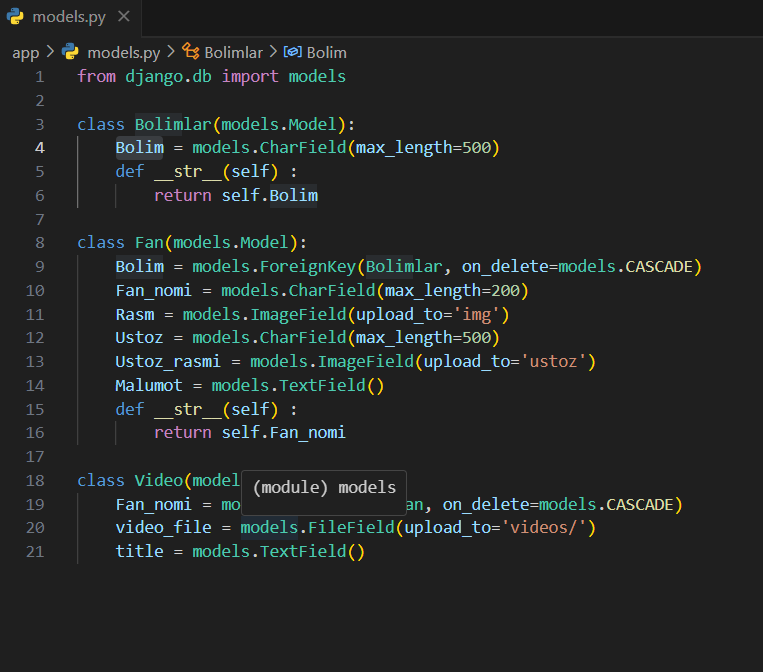 models.py
app > models.py > Bolimlar > Bolim
1 from django.db import models
2
3 class Bolimlar(models.Model):
4     Bolim = models.CharField(max_length=500)
5     def __str__(self) :
6         return self.Bolim
7
8 class Fan(models.Model):
9     Bolim = models.ForeignKey(Bolimlar, on_delete=models.CASCADE)
10     Fan_nomi = models.CharField(max_length=200)
11     Rasm = models.ImageField(upload_to='img')
12     Ustoz = models.CharField(max_length=500)
13     Ustoz_rasmi = models.ImageField(upload_to='ustoz')
14     Malumot = models.TextField()
15     def __str__(self) :
16         return self.Fan_nomi
17
18 class Video(model
(module) models
19     Fan_nomi = mo an, on_delete=models.CASCADE)
20     video_file = models.FileField(upload_to='videos/')
21     title = models.TextField()